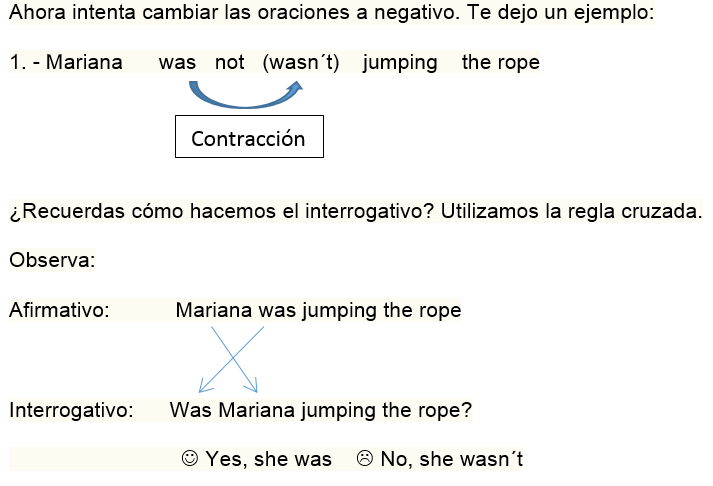 Ahora intenta cambiar las oraciones a negativo. Te dejo un ejemplo:
1. - Mariana was not (wasn´t) jumping the rope
Contracción
¿Recuerdas cómo hacemos el interrogativo? Utilizamos la regla cruzada.
Observa:
Afirmativo: Mariana was jumping the rope
Interrogativo: Was Mariana jumping the rope?
☺ Yes, she was ☹ No, she wasn´t